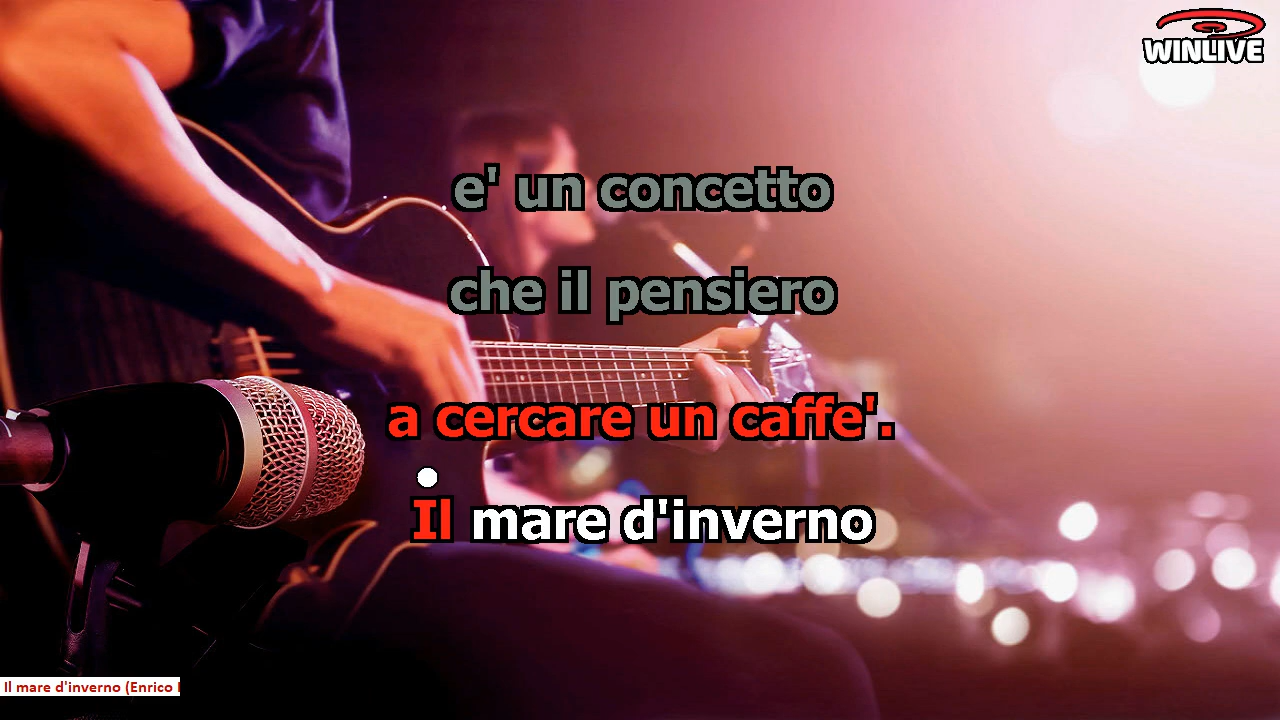 WINLIVE
e' un concetto
che il pensiero
a cercare un caffe'.
Il mare d'inverno
Il mare d'inverno (Enrico